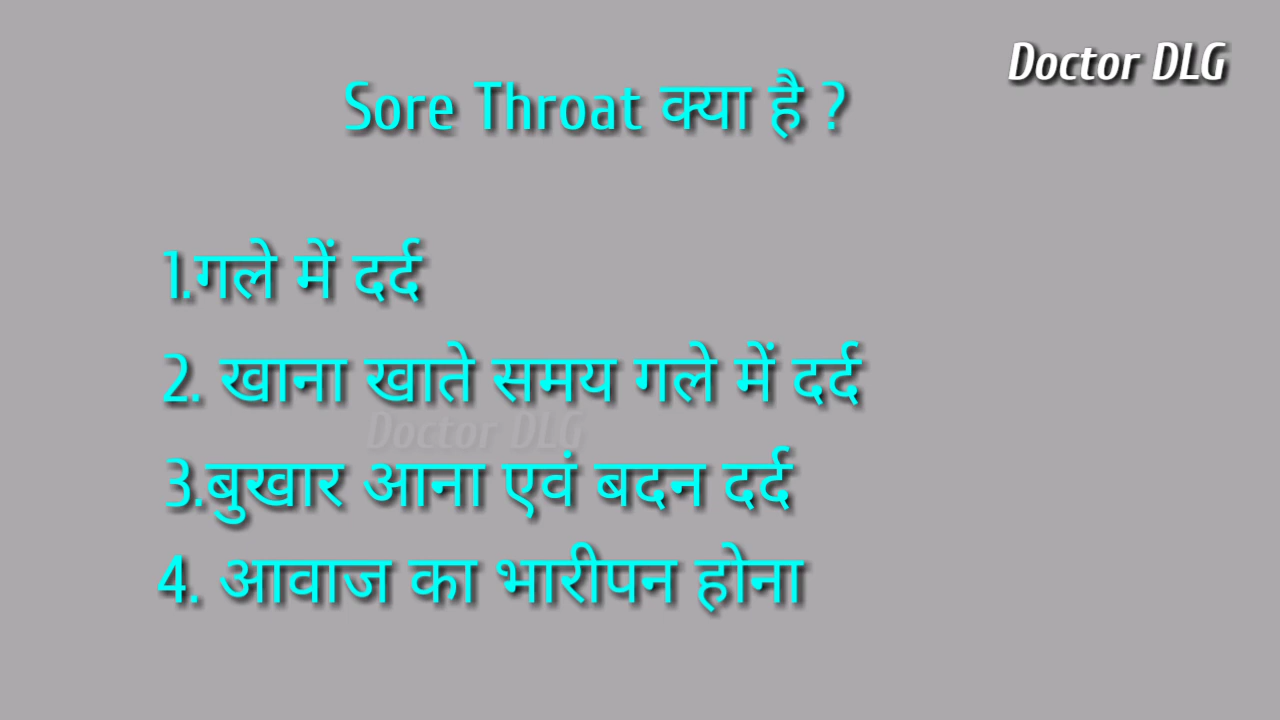 Doctor DLG
Sore Throat क्या है ?
1.गले में दर्द
2. खाना खाते समय गले में दर्द
Doctor DLG
3.बुखार आना एवं बदन दर्द
4. आवाज का भारीपन होना